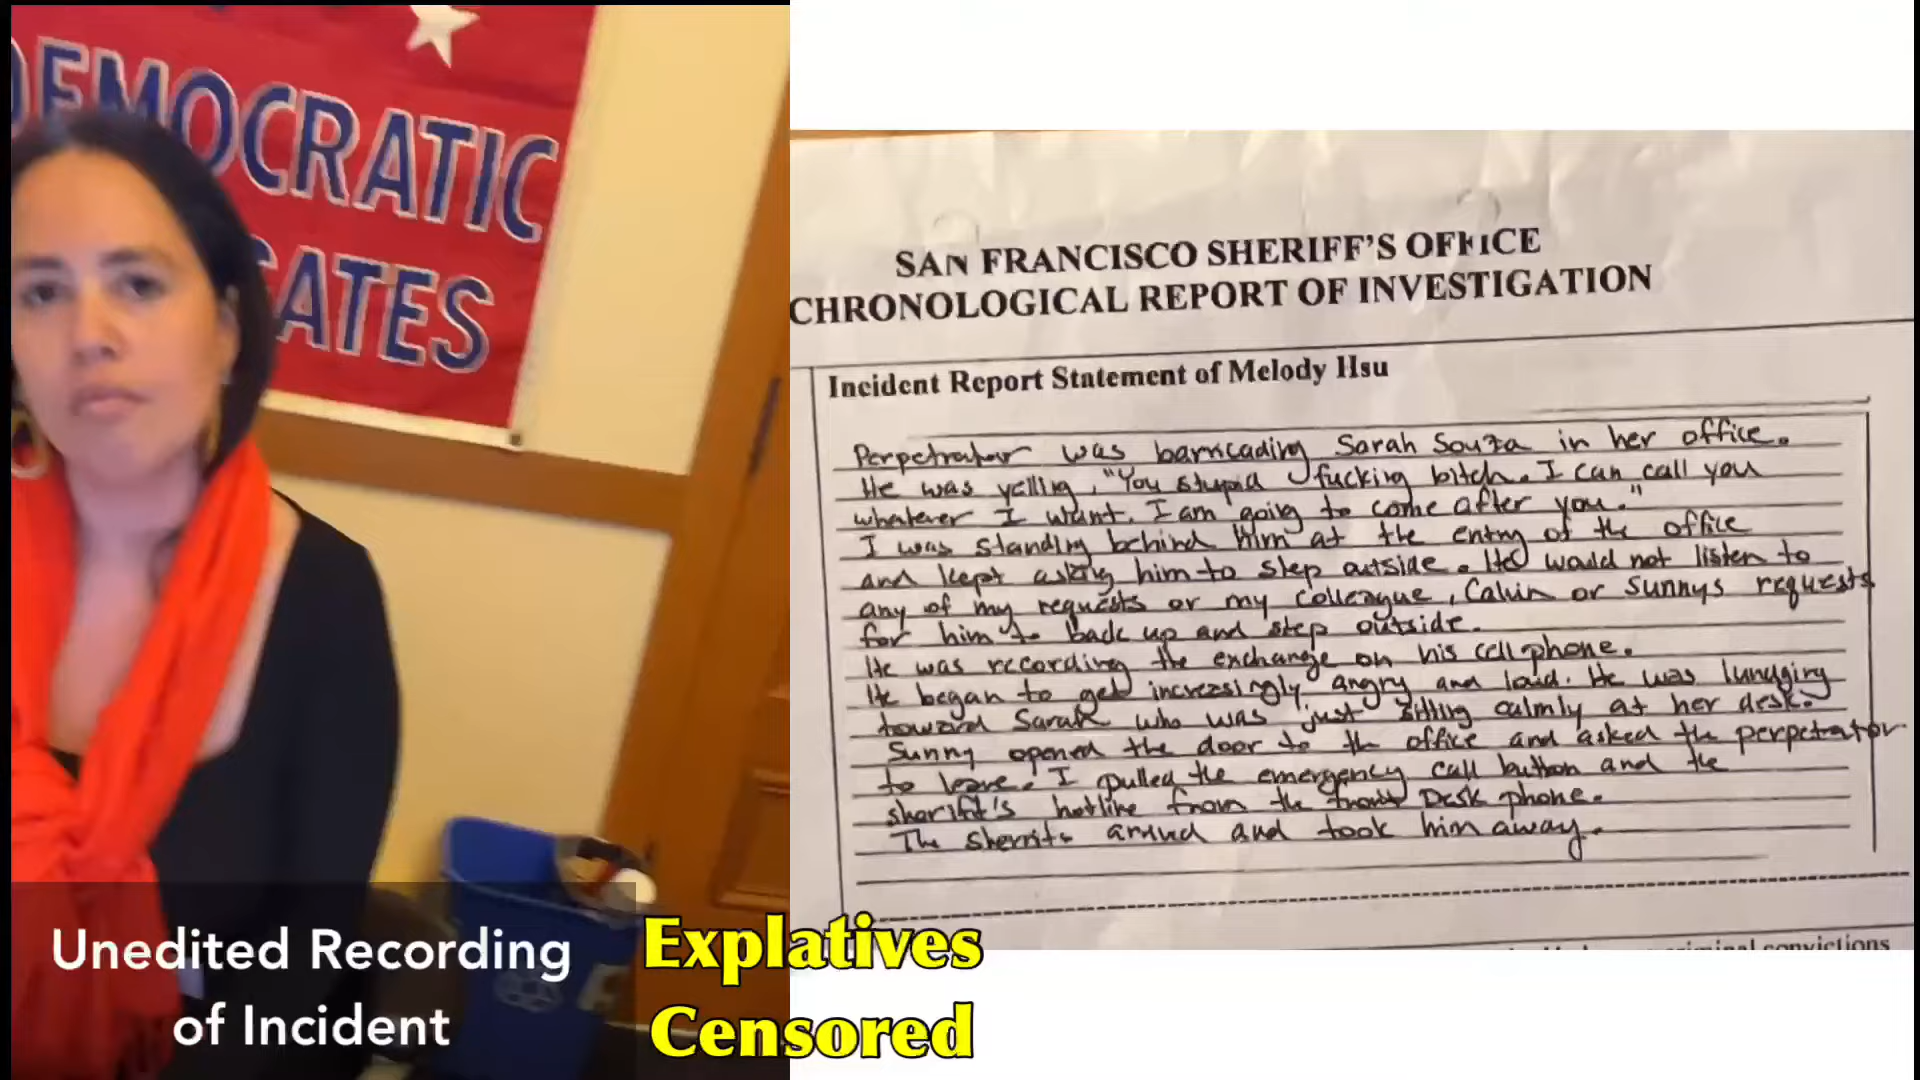 DEMOCRATIC
GATES
Unedited Recording
of Incident
Explatives
Censored
SAN FRANCISCO SHERIFF'S OFFICE
CHRONOLOGICAL REPORT OF INVESTIGATION
Incident Report Statement of Melody Hsu
Perpetrator was barricading Sarah Souza in her office.
He was yelling, "You stupid fucking bitch. I can call you
whatever I want. I am going to come after you."
I was standing behind him at the entry of the office
and kept asking him to step outside. He would not listen to
any of my requests or my colleague, Calvin or Sunnys requests
for him to back up and step outside.
He was recording the exchange on his cell phone.
He began to get increasingly angry and loud. He was lundging
toward Sarah who was just sitting calmly at her desk.
Sunny opened the door to the office and asked the perpetrator
to leave. I pulled the emergency call button and the
sheriff's hotline from the front Desk phone.
The sherrifs arrived and took him away.
criminal convictions